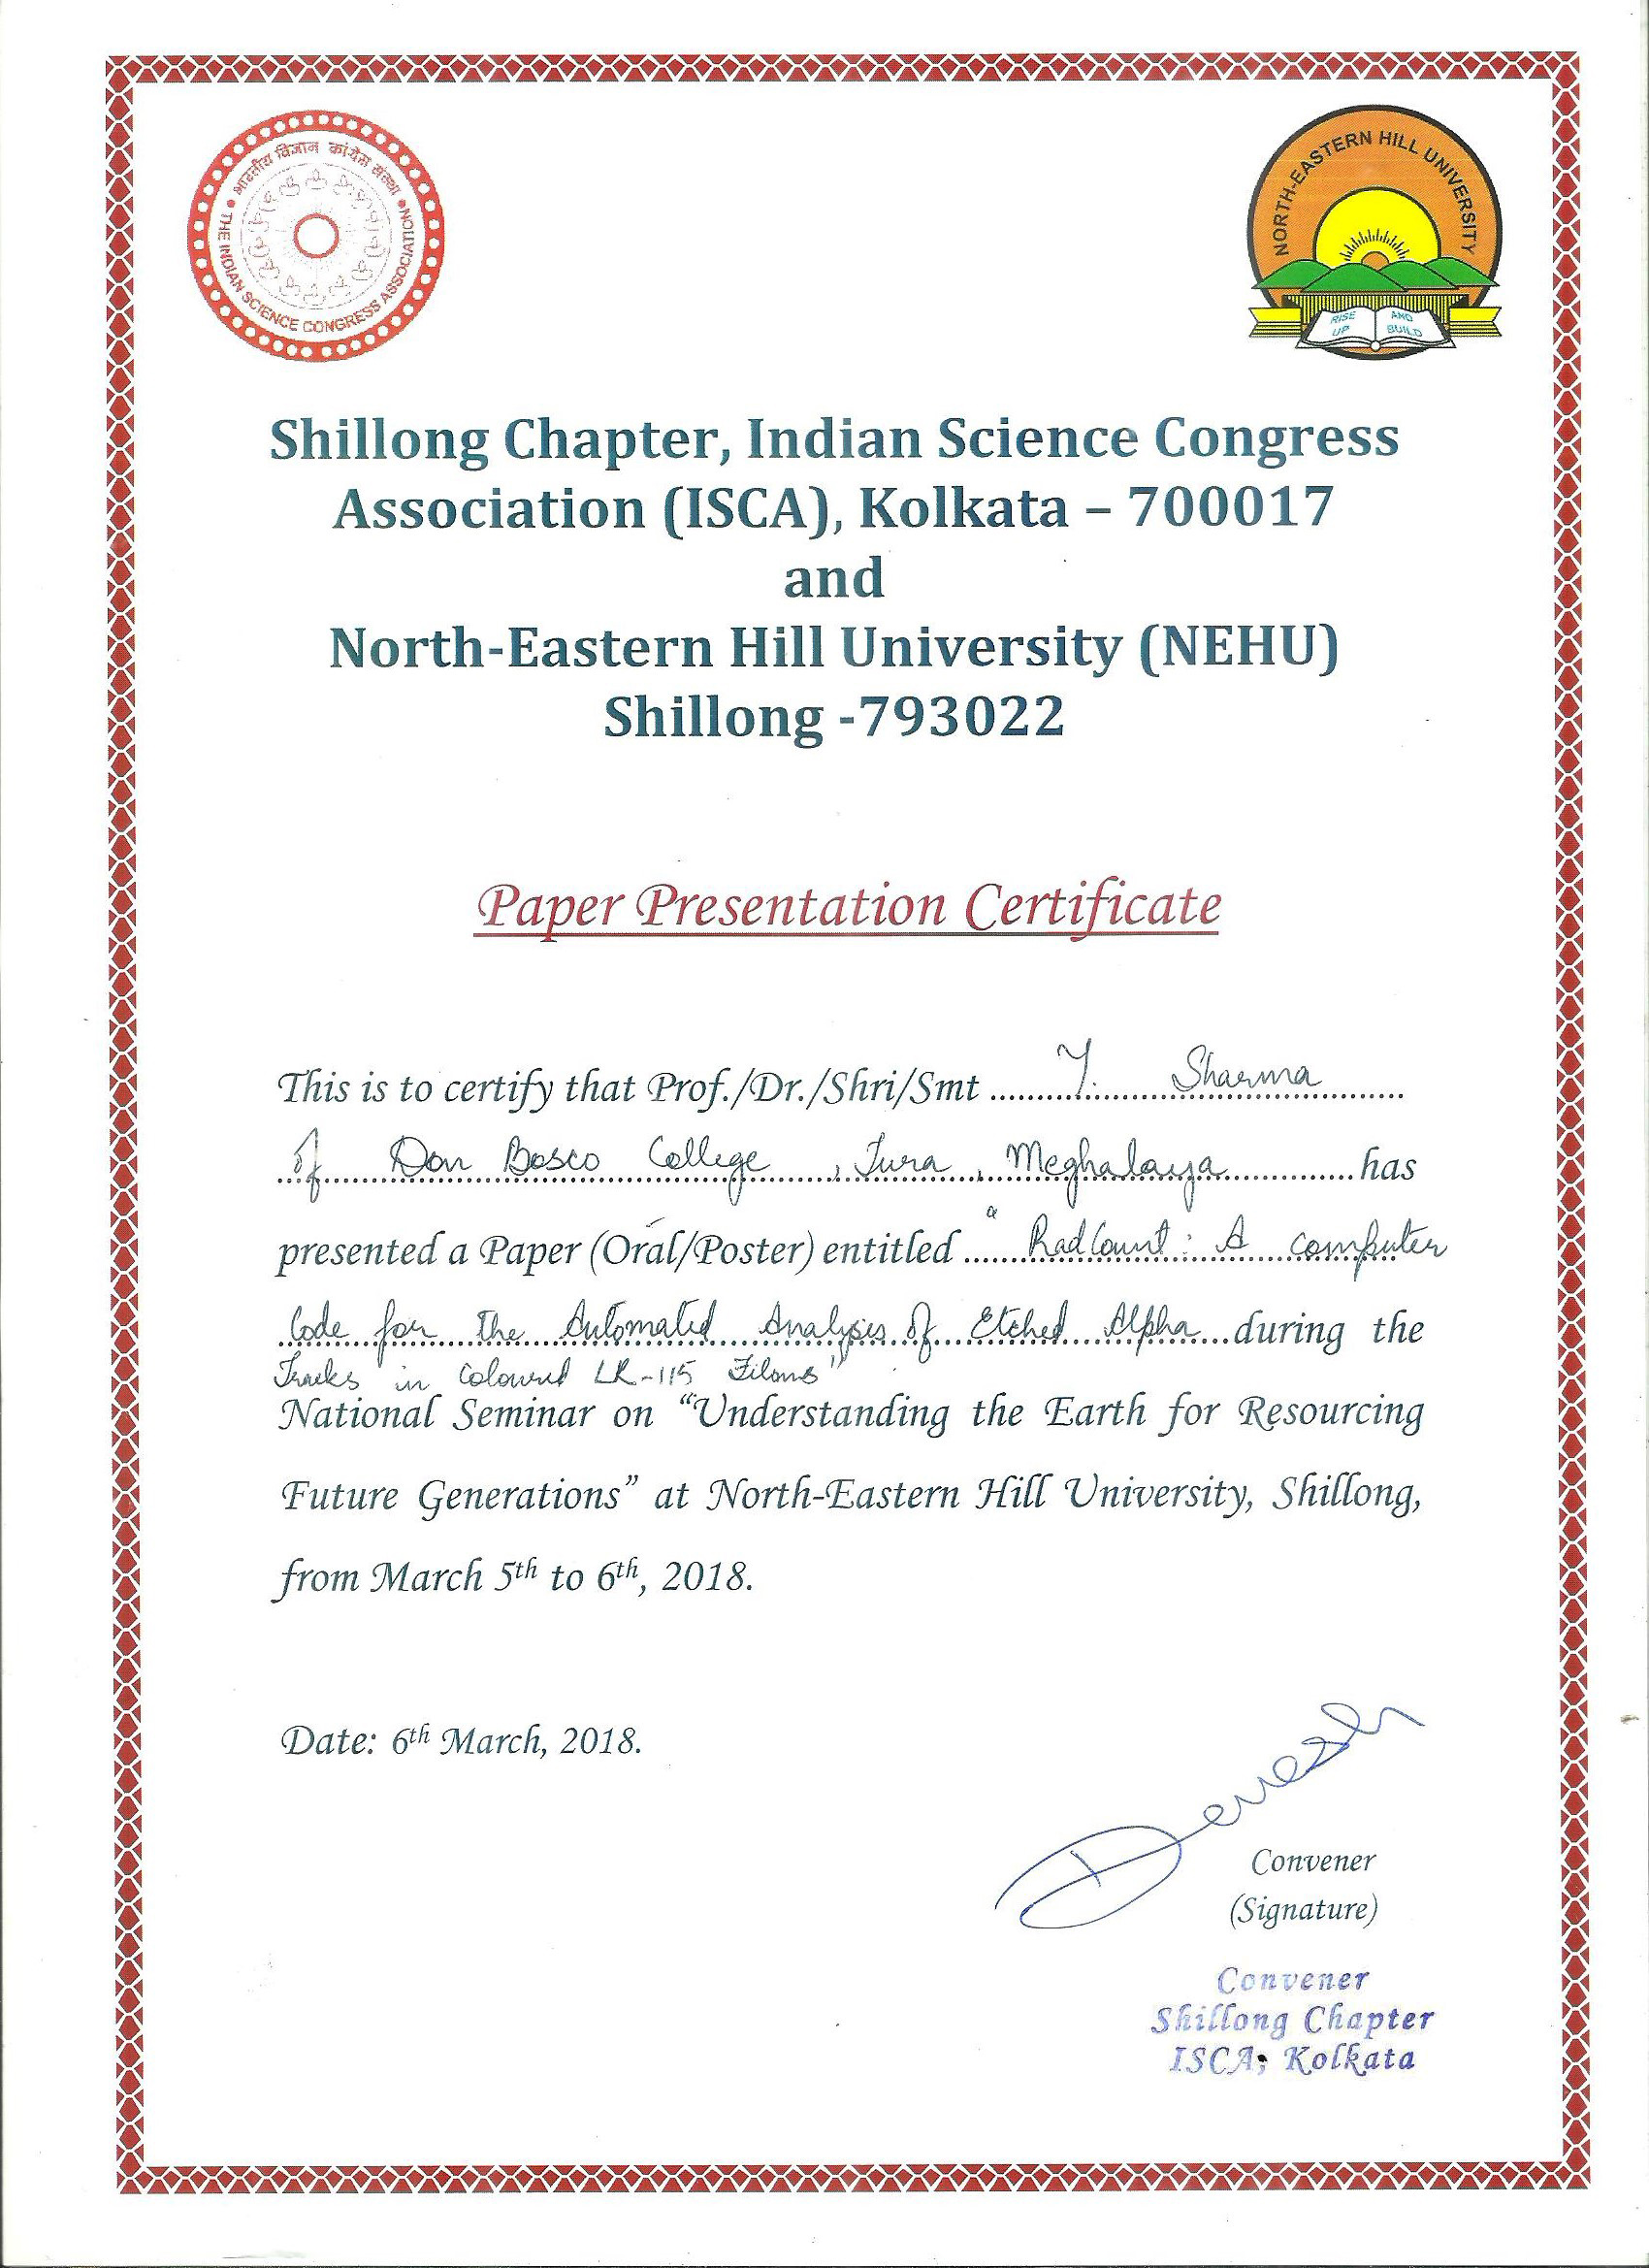 भारतीय विज्ञान कांग्रेस संस्था
THE INDIAN SCIENCE CONGRESS ASSOCIATION
NORTH-EASTERN HILL UNIVERSITY
RISE UP AND BUILD
Shillong Chapter, Indian Science Congress
Association (ISCA), Kolkata – 700017
and
North-Eastern Hill University (NEHU)
Shillong -793022
Paper Presentation Certificate
This is to certify that Prof./Dr./Shri/Smt Y. Sharma
of Don Bosco College, Tura, Meghalaya has
presented a Paper (Oral/Poster) entitled "RadCount: A computer
Code for the Automated Analysis of Etched Alpha during the
Tracks in Coloured LR-115 Films"
National Seminar on “Understanding the Earth for Resourcing
Future Generations” at North-Eastern Hill University, Shillong,
from March 5th to 6th, 2018.
Date: 6th March, 2018.
Devesh
Convener
(Signature)
Convener
Shillong Chapter
ISCA, Kolkata